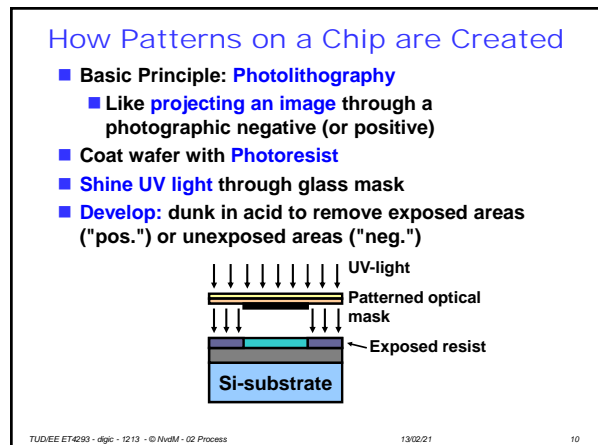 How Patterns on a Chip are Created
Basic Principle: Photolithography
Like projecting an image through a
photographic negative (or positive)
Coat wafer with Photoresist
Shine UV light through glass mask
Develop: dunk in acid to remove exposed areas
("pos.") or unexposed areas ("neg.")
UV-light
Patterned optical
mask
Exposed resist
Si-substrate
TUD/EE ET4293 - digic - 1213 - © NvdM - 02 Process 13/02/21 10